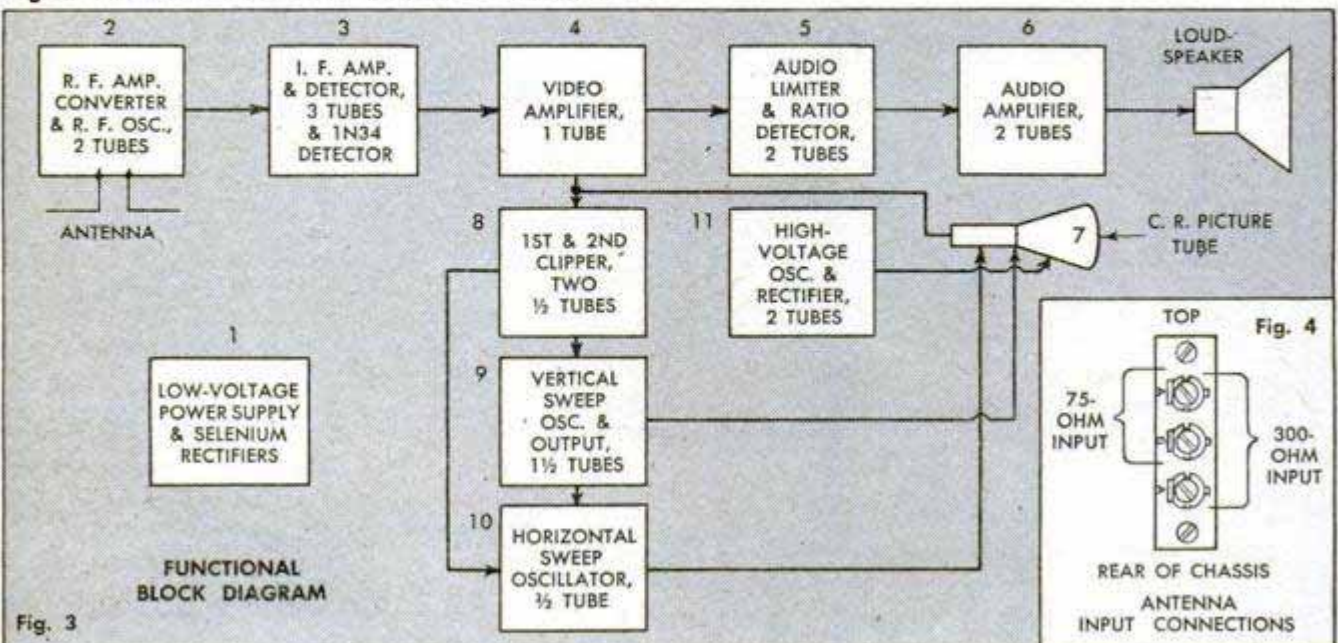 2
R. F. AMP.
CONVERTER
& R. F. OSC.,
2 TUBES
ANTENNA
3
I. F. AMP.
& DETECTOR,
3 TUBES
& 1N34
DETECTOR
4
VIDEO
AMPLIFIER,
1 TUBE
5
AUDIO
LIMITER
& RATIO
DETECTOR,
2 TUBES
6
AUDIO
AMPLIFIER,
2 TUBES
LOUD-
SPEAKER
8
1ST & 2ND
CLIPPER,
TWO
½ TUBES
11
HIGH-
VOLTAGE
OSC. &
RECTIFIER,
2 TUBES
7
C. R. PICTURE
TUBE
1
LOW-VOLTAGE
POWER SUPPLY
& SELENIUM
RECTIFIERS
9
VERTICAL
SWEEP
OSC. &
OUTPUT,
1½ TUBES
10
HORIZONTAL
SWEEP
OSCILLATOR,
½ TUBE
FUNCTIONAL
BLOCK DIAGRAM
Fig. 3
TOP
Fig. 4
75-
OHM
INPUT
300-
OHM
INPUT
REAR OF CHASSIS
ANTENNA
INPUT CONNECTIONS